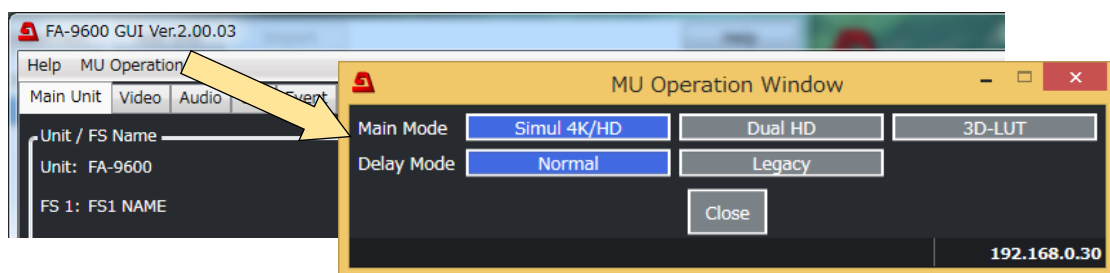 FA-9600 GUI Ver.2.00.03
Help MU Operation
Main Unit Video Audio Event
Unit / FS Name
Unit: FA-9600
FS 1: FS1 NAME
MU Operation Window
Main Mode Simul 4K/HD Dual HD 3D-LUT
Delay Mode Normal Legacy
Close
192.168.0.30